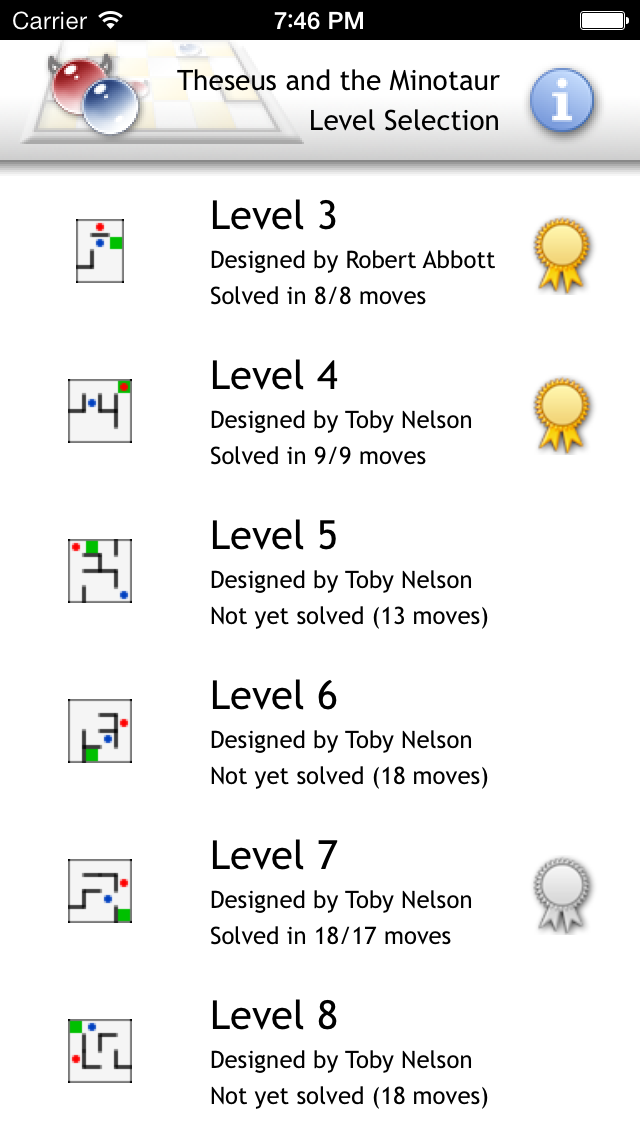 Carrier 7:46 PM
Theseus and the Minotaur
Level Selection
i
Level 3
Designed by Robert Abbott
Solved in 8/8 moves
Level 4
Designed by Toby Nelson
Solved in 9/9 moves
Level 5
Designed by Toby Nelson
Not yet solved (13 moves)
Level 6
Designed by Toby Nelson
Not yet solved (18 moves)
Level 7
Designed by Toby Nelson
Solved in 18/17 moves
Level 8
Designed by Toby Nelson
Not yet solved (18 moves)